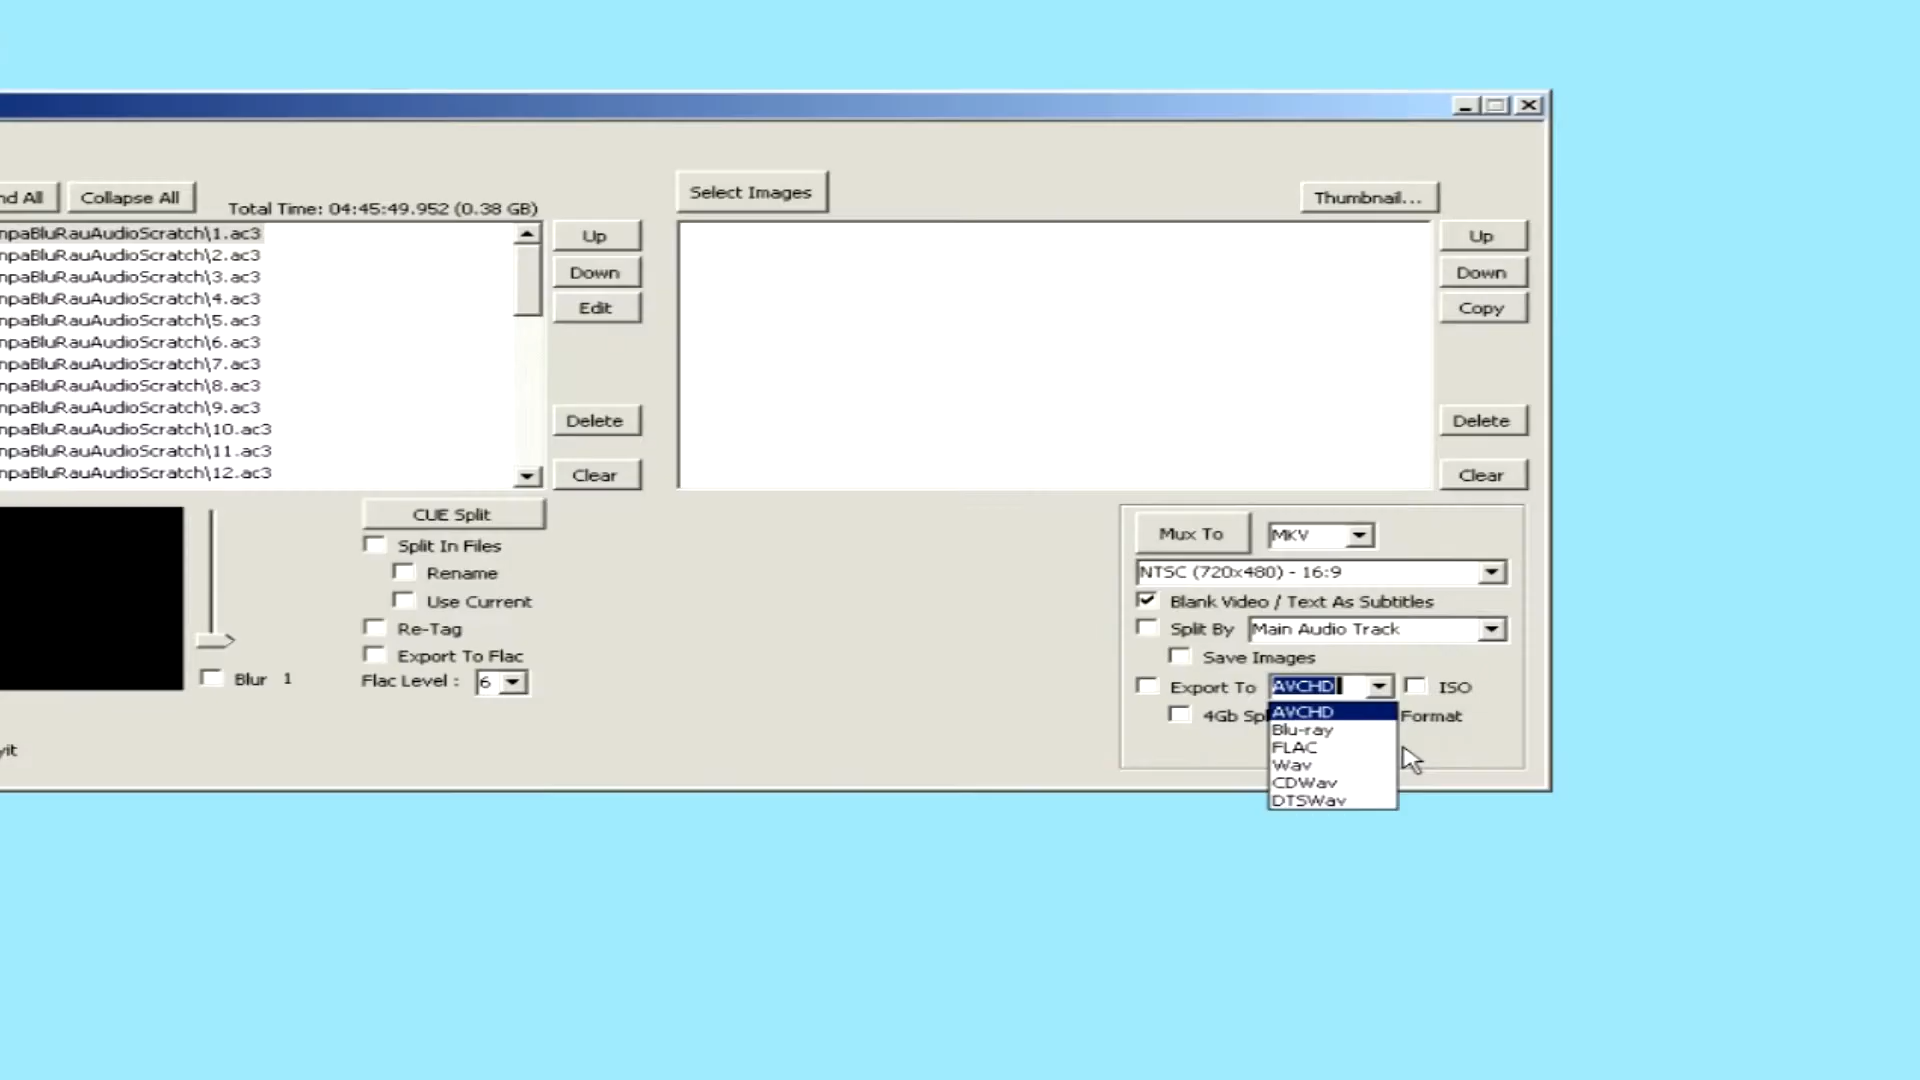 nd All
Collapse All
Total Time: 04:45:49.952 (0.38 GB)
Select Images
Thumbnail...
npaBluRauAudioScratch\1.ac3
npaBluRauAudioScratch\2.ac3
npaBluRauAudioScratch\3.ac3
npaBluRauAudioScratch\4.ac3
npaBluRauAudioScratch\5.ac3
npaBluRauAudioScratch\6.ac3
npaBluRauAudioScratch\7.ac3
npaBluRauAudioScratch\8.ac3
npaBluRauAudioScratch\9.ac3
npaBluRauAudioScratch\10.ac3
npaBluRauAudioScratch\11.ac3
npaBluRauAudioScratch\12.ac3
Up
Down
Edit
Delete
Clear
Up
Down
Copy
Delete
Clear
CUE Split
Split In Files
Rename
Use Current
Re-Tag
Export To Flac
Flac Level : 6
Blur 1
yit
Mux To MKV
NTSC (720x480) - 16:9
Blank Video / Text As Subtitles
Split By Main Audio Track
Save Images
Export To AVCHD ISO
4Gb Spl Format
AVCHD
Blu-ray
FLAC
Wav
CDWav
DTSWav